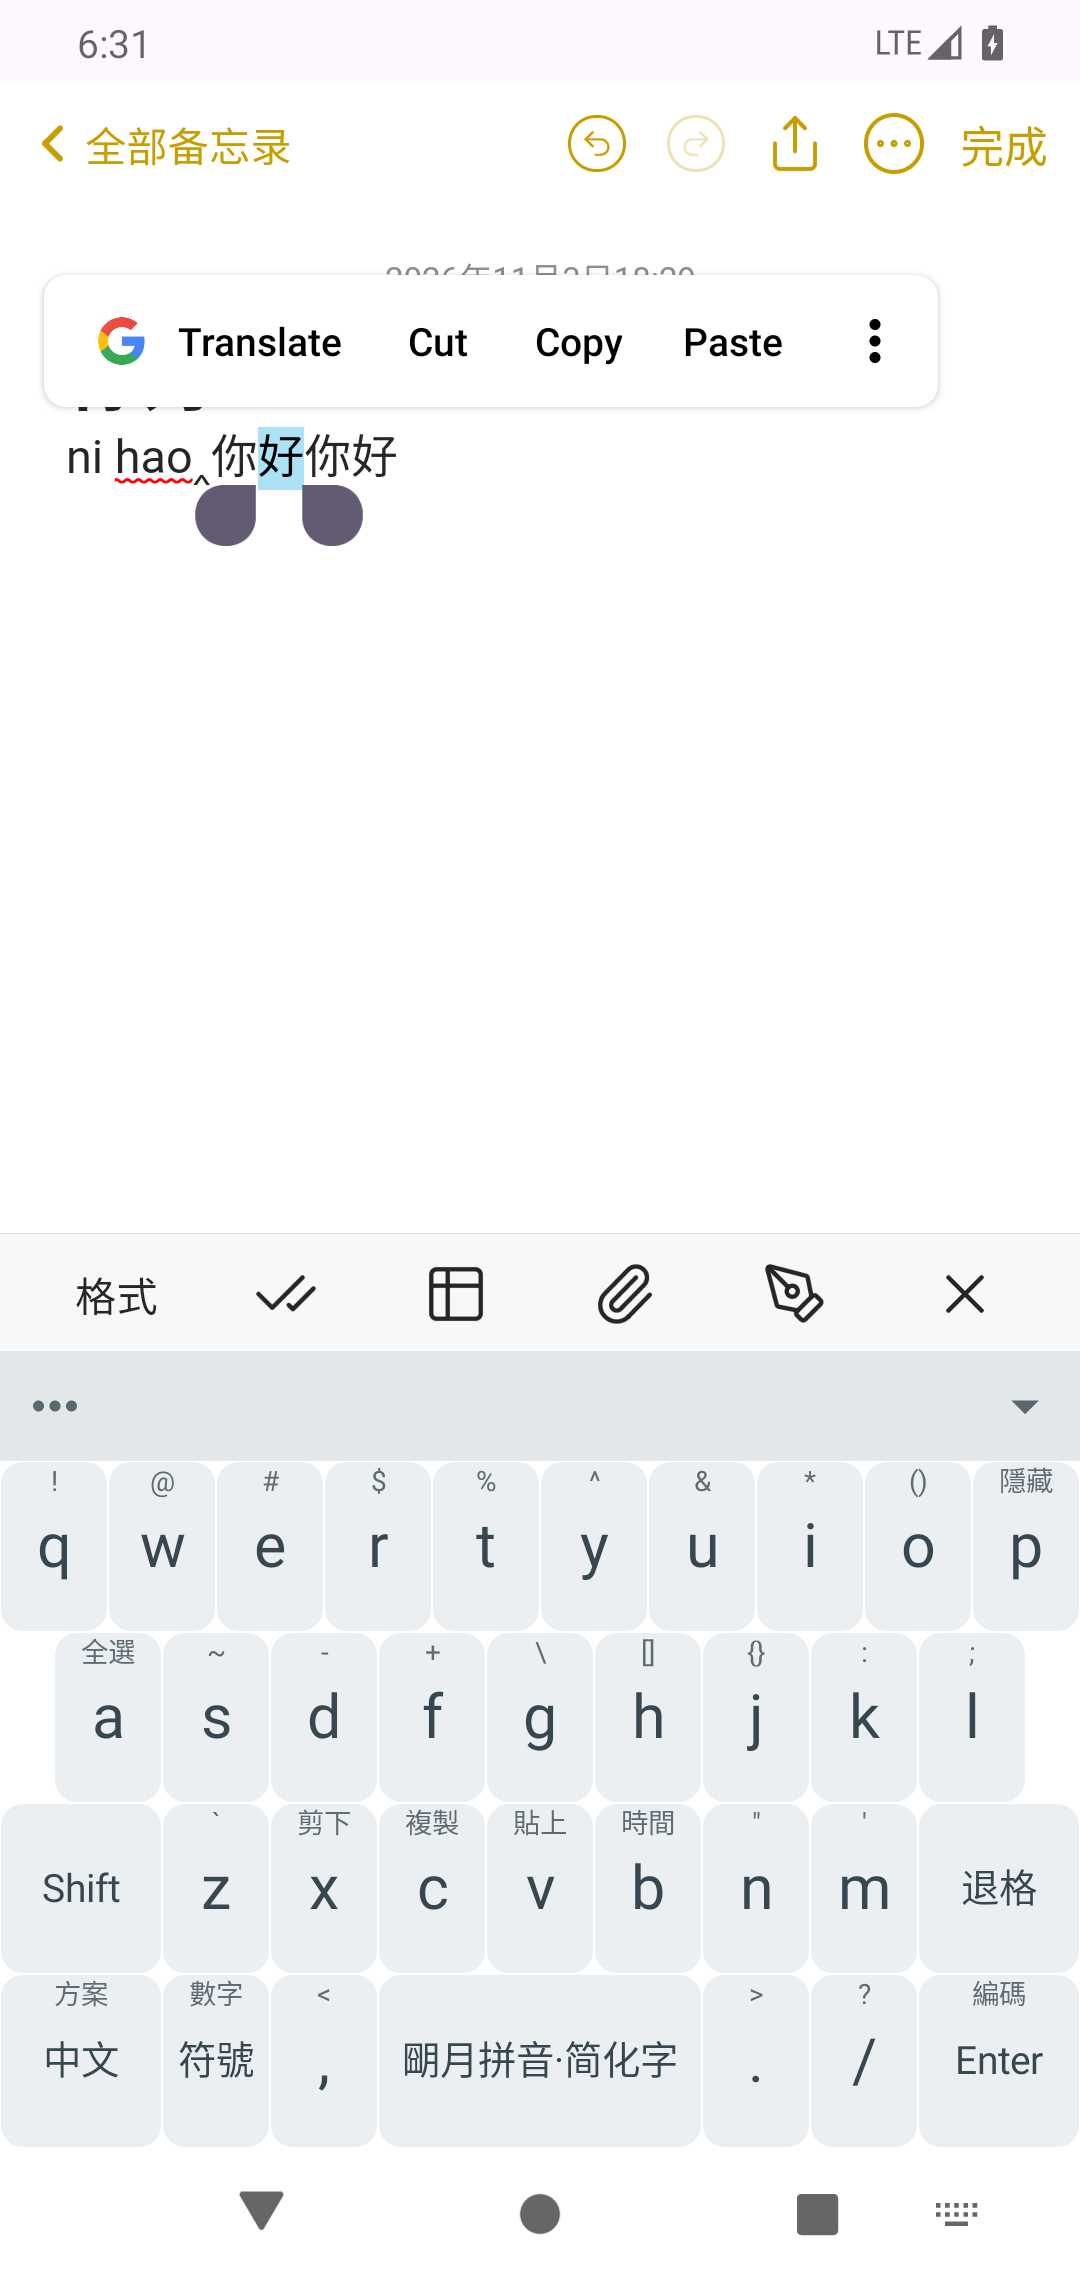 6:31 LTE
全部备忘录 完成
Translate Cut Copy Paste
ni hao‸你好你好
格式
! @ # $ % ^ & * () 隱藏
q w e r t y u i o p
全選 ~ - + \ [] {} : ;
a s d f g h j k l
` 剪下 複製 貼上 時間 " '
Shift z x c v b n m 退格
方案 數字 < > ? 編碼
中文 符號 , 朙月拼音·简化字 . / Enter